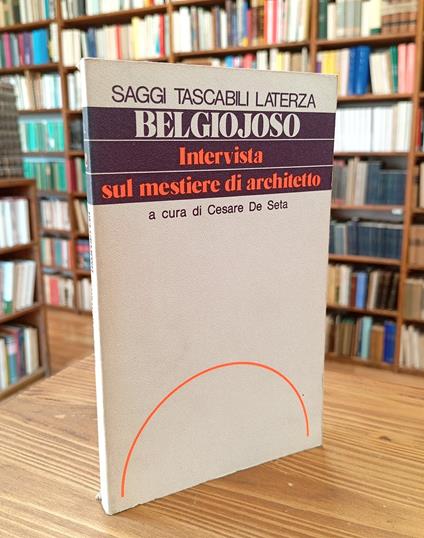 SAGGI TASCABILI LATERZA
BELGIOJOSO
Intervista
sul mestiere di architetto
a cura di Cesare De Seta